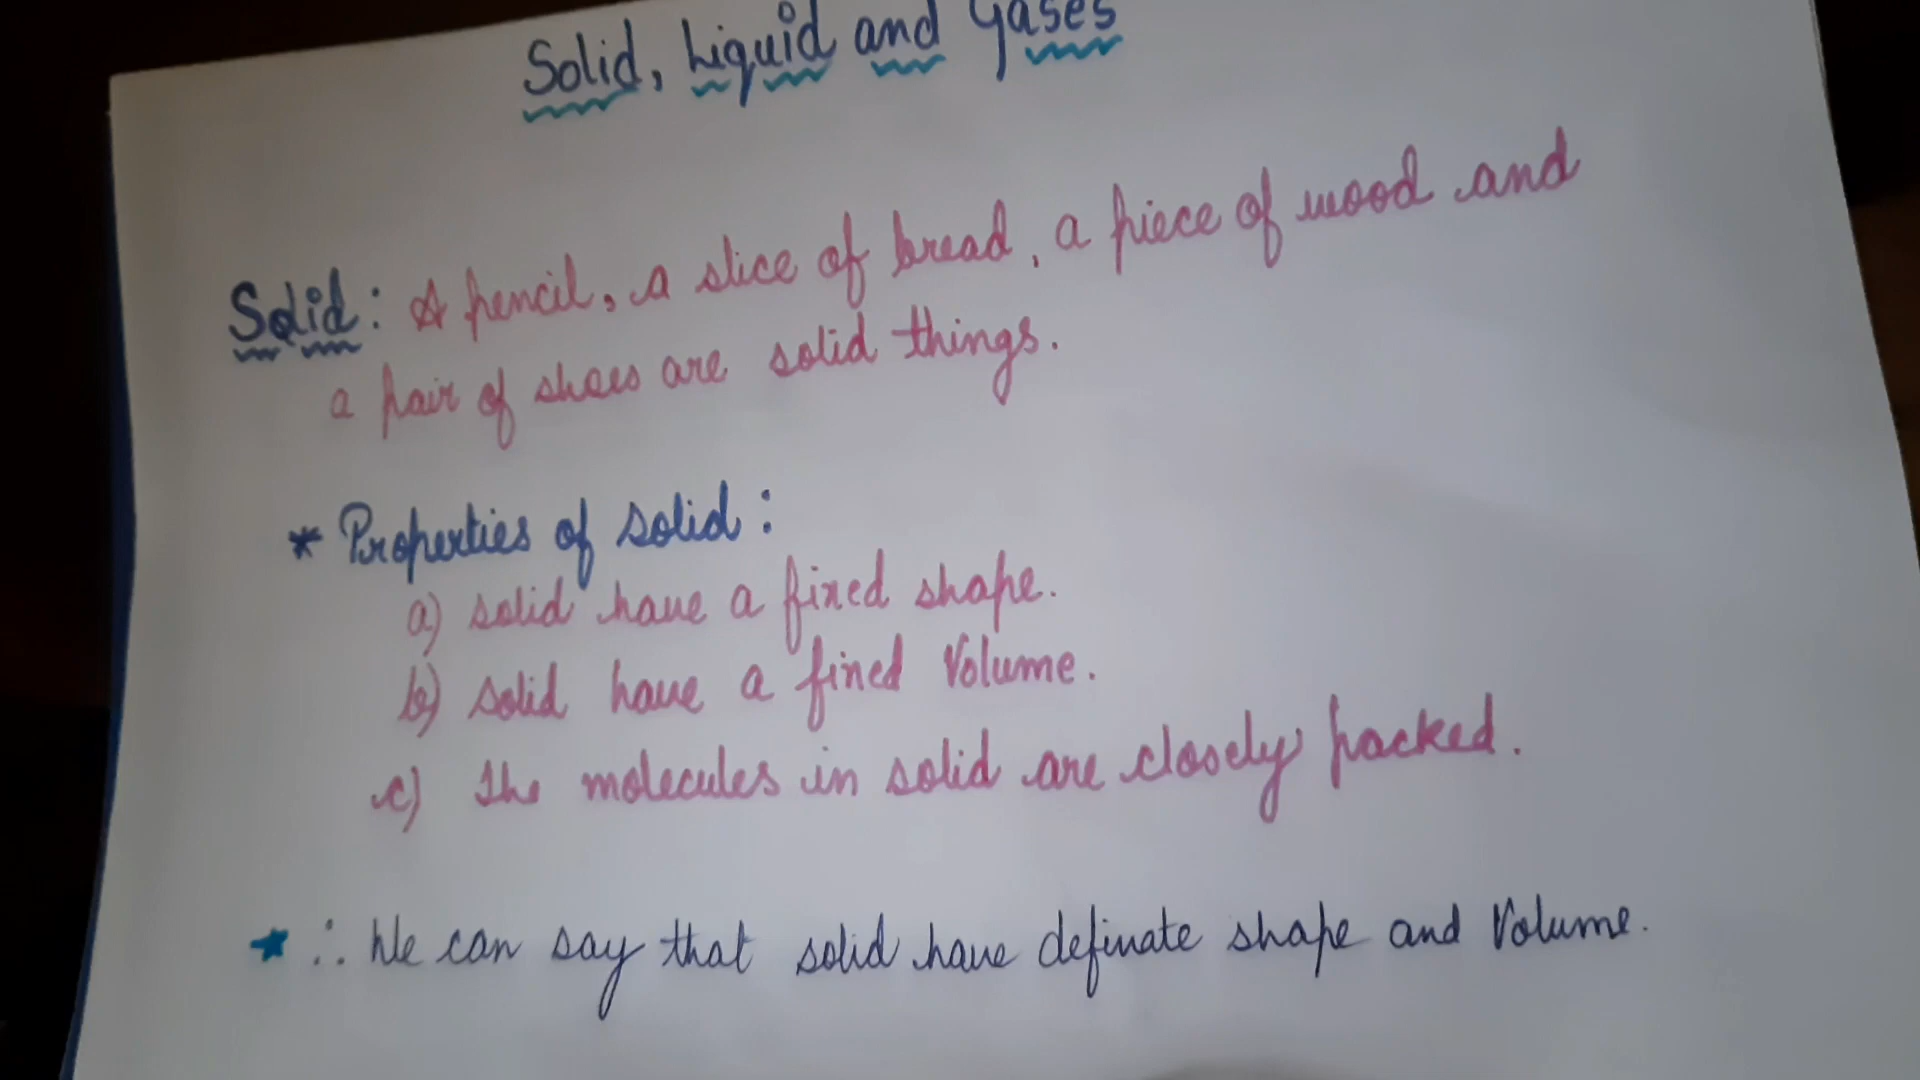 Solid, Liquid and Gases
Solid: A pencil, a slice of bread, a piece of wood and
a pair of shoes are solid things.
* Properties of solid:
a) solid have a fixed shape.
b) solid have a fixed Volume.
c) The molecules in solid are closely packed.
★ ∴ We can say that solid have definate shape and Volume.